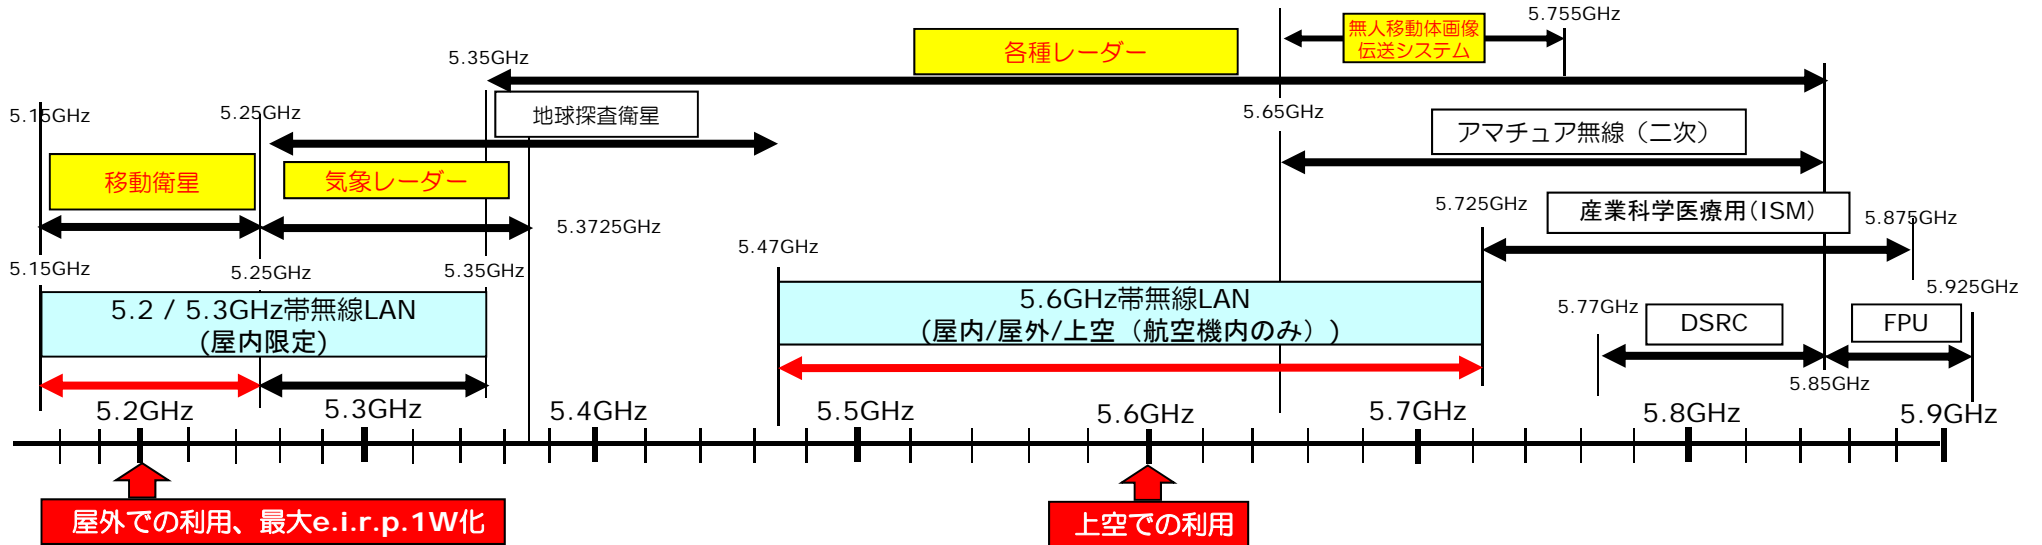 5.755GHz
無人移動体画像
伝送システム
各種レーダー
5.35GHz
5.15GHz
5.25GHz
地球探査衛星
5.65GHz
アマチュア無線（二次）
移動衛星
気象レーダー
5.3725GHz
5.725GHz
産業科学医療用(ISM)
5.875GHz
5.47GHz
5.15GHz
5.25GHz
5.35GHz
5.2 / 5.3GHz帯無線LAN
(屋内限定)
5.6GHz帯無線LAN
(屋内/屋外/上空（航空機内のみ）)
5.77GHz
5.925GHz
DSRC
FPU
5.85GHz
5.2GHz
5.3GHz
5.4GHz
5.5GHz
5.6GHz
5.7GHz
5.8GHz
5.9GHz
屋外での利用、最大e.i.r.p.1W化
上空での利用